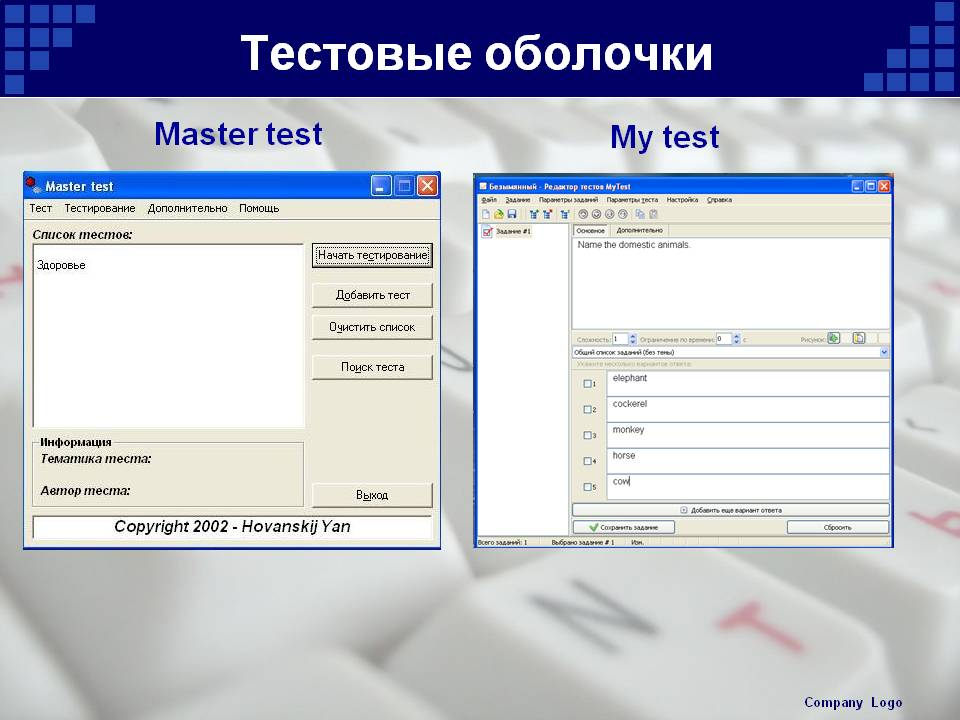 Тестовые оболочки
Master test
My test
Master test
Тест Тестирование Дополнительно Помощь
Список тестов:
Здоровье
Начать тестирование
Добавить тест
Очистить список
Поиск теста
Информация
Тематика теста:
Автор теста:
Выход
Copyright 2002 - Hovanskij Yan
Безымянный - Редактор тестов MyTest
Файл Задание Параметры заданий Параметры теста Настройка Справка
Задание #1
Основное Дополнительно
Name the domestic animals.
Сложность: 1 Ограничение по времени: 0 с Рисунок:
Общий список заданий (без темы)
Укажите несколько вариантов ответа:
1 elephant
2 cockerel
3 monkey
4 horse
5 cow
Добавить еще вариант ответа
Сохранить задание Сбросить
Всего заданий: 1 Выбрано задание # 1 Изм.
N T
Company Logo